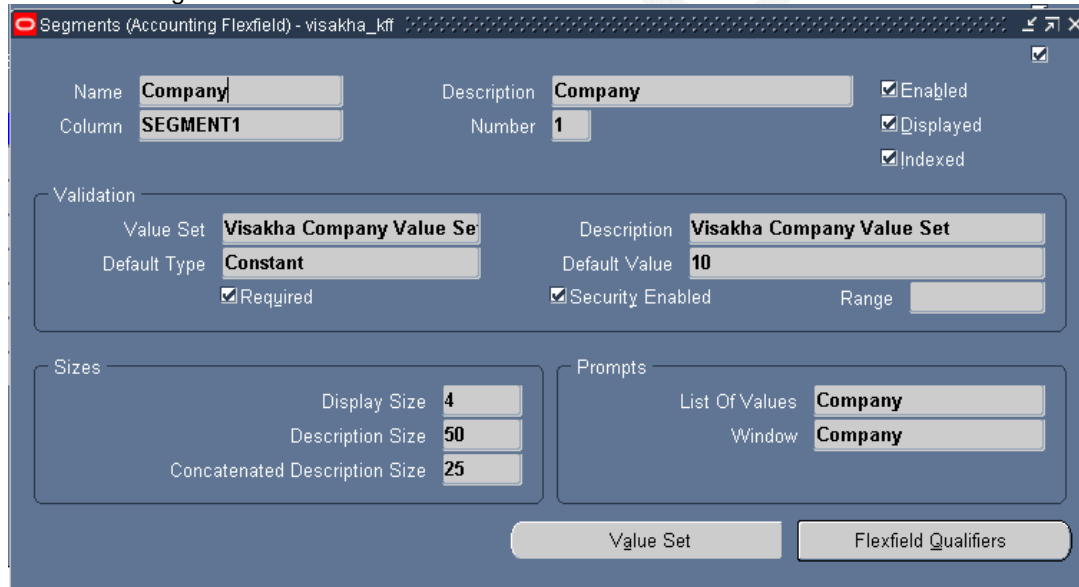 Segments (Accounting Flexfield) - visakha_kff
Name Company Description Company Enabled
Column SEGMENT1 Number 1 Displayed
Indexed
Validation
Value Set Visakha Company Value Se Description Visakha Company Value Set
Default Type Constant Default Value 10
Required Security Enabled Range
Sizes Prompts
Display Size 4 List Of Values Company
Description Size 50 Window Company
Concatenated Description Size 25
Value Set Flexfield Qualifiers